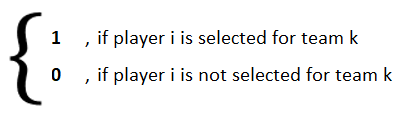 1 , if player i is selected for team k
0 , if player i is not selected for team k